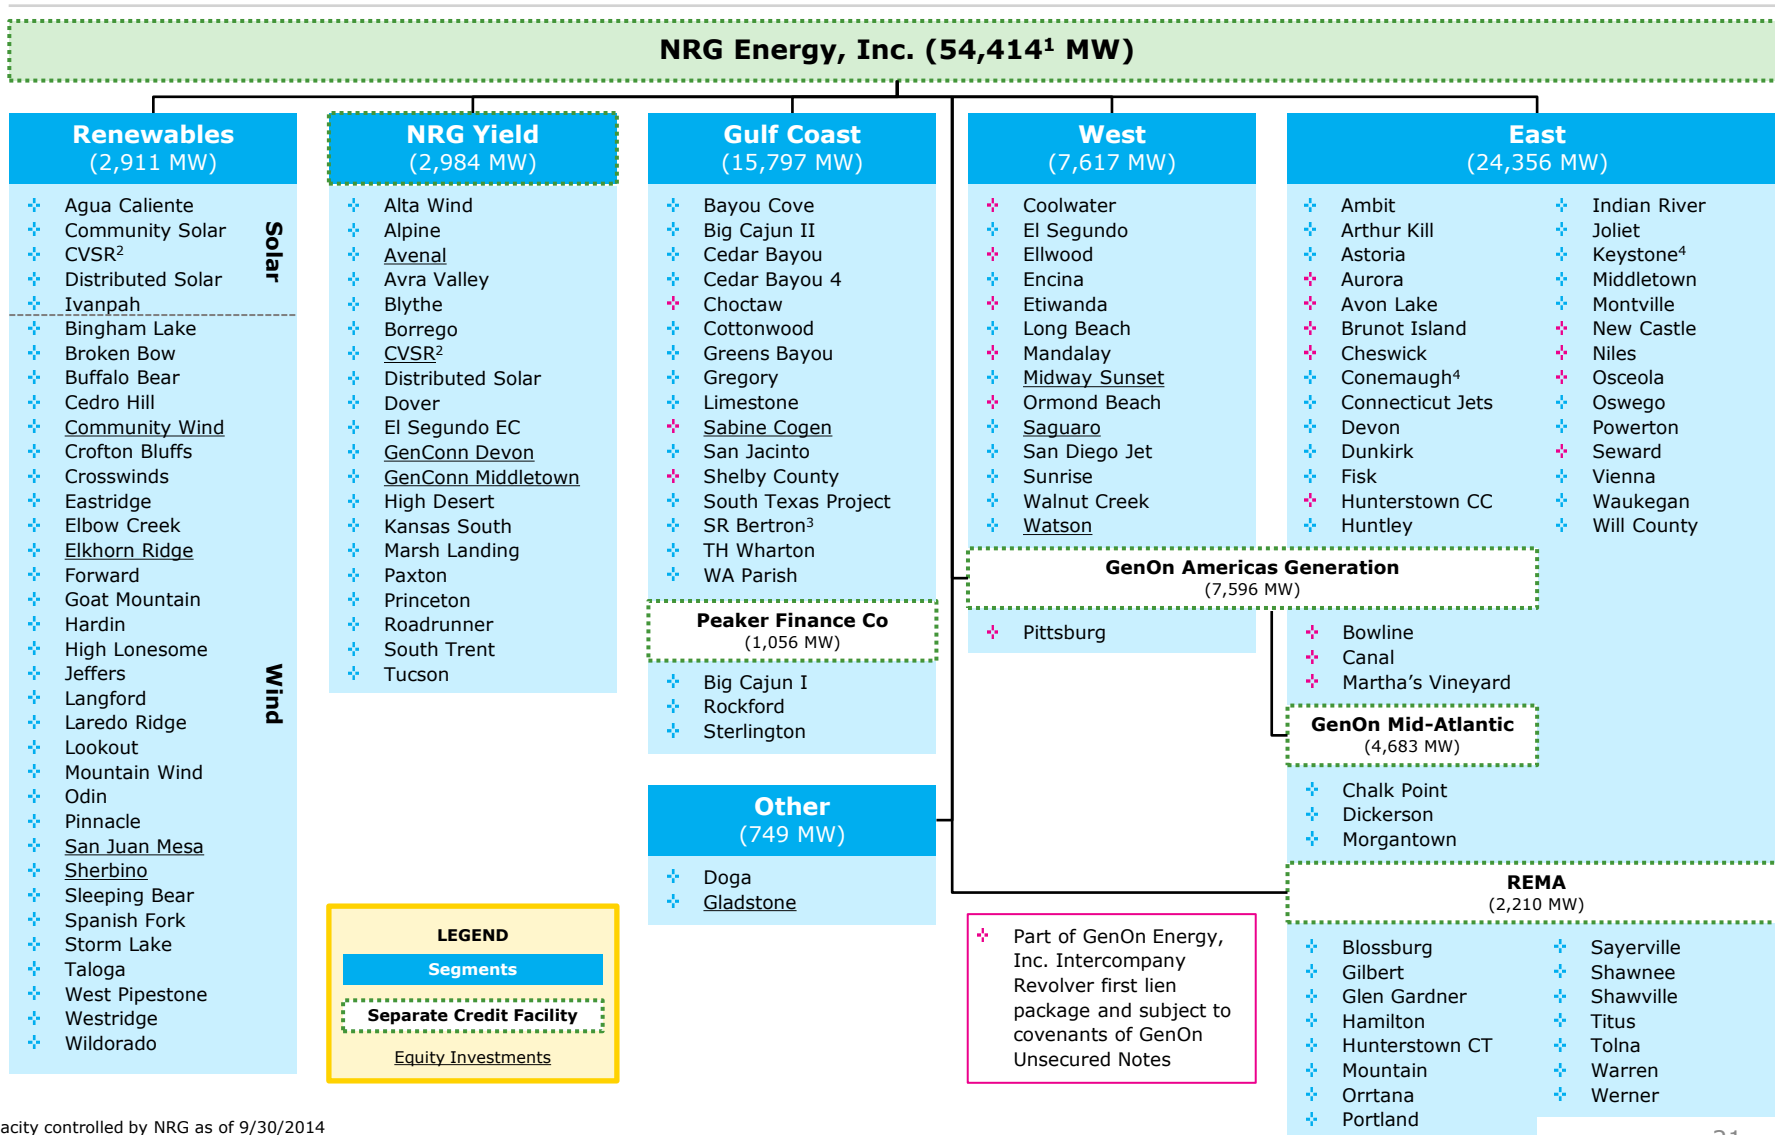 NRG Energy, Inc. (54,414¹ MW)
Renewables
(2,911 MW)
Agua Caliente
Community Solar
CVSR²
Distributed Solar
Ivanpah
Solar
Bingham Lake
Broken Bow
Buffalo Bear
Cedro Hill
Community Wind
Crofton Bluffs
Crosswinds
Eastridge
Elbow Creek
Elkhorn Ridge
Forward
Goat Mountain
Hardin
High Lonesome
Jeffers
Langford
Laredo Ridge
Lookout
Mountain Wind
Odin
Pinnacle
San Juan Mesa
Sherbino
Sleeping Bear
Spanish Fork
Storm Lake
Taloga
West Pipestone
Westridge
Wildorado
Wind
NRG Yield
(2,984 MW)
Alta Wind
Alpine
Avenal
Avra Valley
Blythe
Borrego
CVSR²
Distributed Solar
Dover
El Segundo EC
GenConn Devon
GenConn Middletown
High Desert
Kansas South
Marsh Landing
Paxton
Princeton
Roadrunner
South Trent
Tucson
LEGEND
Segments
Separate Credit Facility
Equity Investments
Gulf Coast
(15,797 MW)
Bayou Cove
Big Cajun II
Cedar Bayou
Cedar Bayou 4
Choctaw
Cottonwood
Greens Bayou
Gregory
Limestone
Sabine Cogen
San Jacinto
Shelby County
South Texas Project
SR Bertron³
TH Wharton
WA Parish
Peaker Finance Co
(1,056 MW)
Big Cajun I
Rockford
Sterlington
Other
(749 MW)
Doga
Gladstone
West
(7,617 MW)
Coolwater
El Segundo
Ellwood
Encina
Etiwanda
Long Beach
Mandalay
Midway Sunset
Ormond Beach
Saguaro
San Diego Jet
Sunrise
Walnut Creek
Watson
GenOn Americas Generation
(7,596 MW)
Pittsburg
Part of GenOn Energy,
Inc. Intercompany
Revolver first lien
package and subject to
covenants of GenOn
Unsecured Notes
East
(24,356 MW)
Ambit
Arthur Kill
Astoria
Aurora
Avon Lake
Brunot Island
Cheswick
Conemaugh⁴
Connecticut Jets
Devon
Dunkirk
Fisk
Hunterstown CC
Huntley
Indian River
Joliet
Keystone⁴
Middletown
Montville
New Castle
Niles
Osceola
Oswego
Powerton
Seward
Vienna
Waukegan
Will County
Bowline
Canal
Martha's Vineyard
GenOn Mid-Atlantic
(4,683 MW)
Chalk Point
Dickerson
Morgantown
REMA
(2,210 MW)
Blossburg
Gilbert
Glen Gardner
Hamilton
Hunterstown CT
Mountain
Orrtana
Portland
Sayerville
Shawnee
Shawville
Titus
Tolna
Warren
Werner
acity controlled by NRG as of 9/30/2014